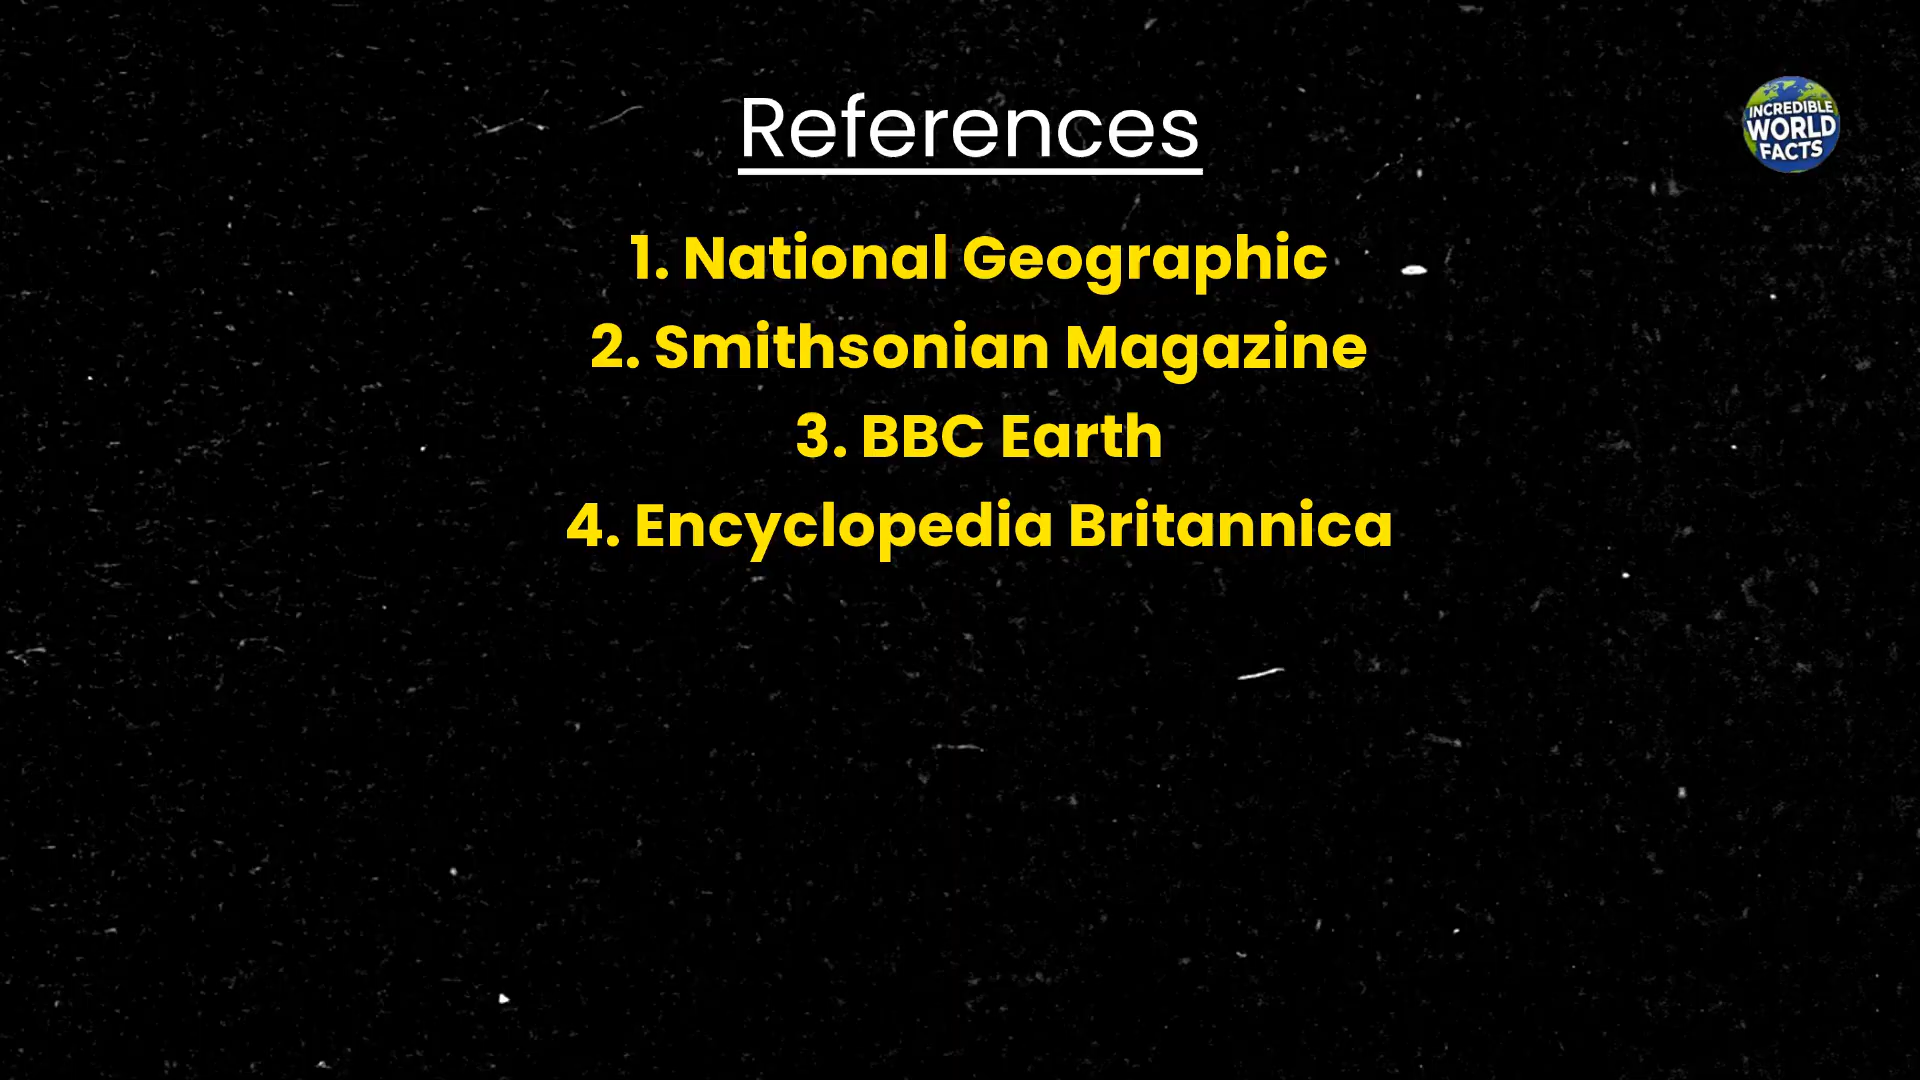 References
INCREDIBLE
WORLD
FACTS
1. National Geographic
2. Smithsonian Magazine
3. BBC Earth
4. Encyclopedia Britannica